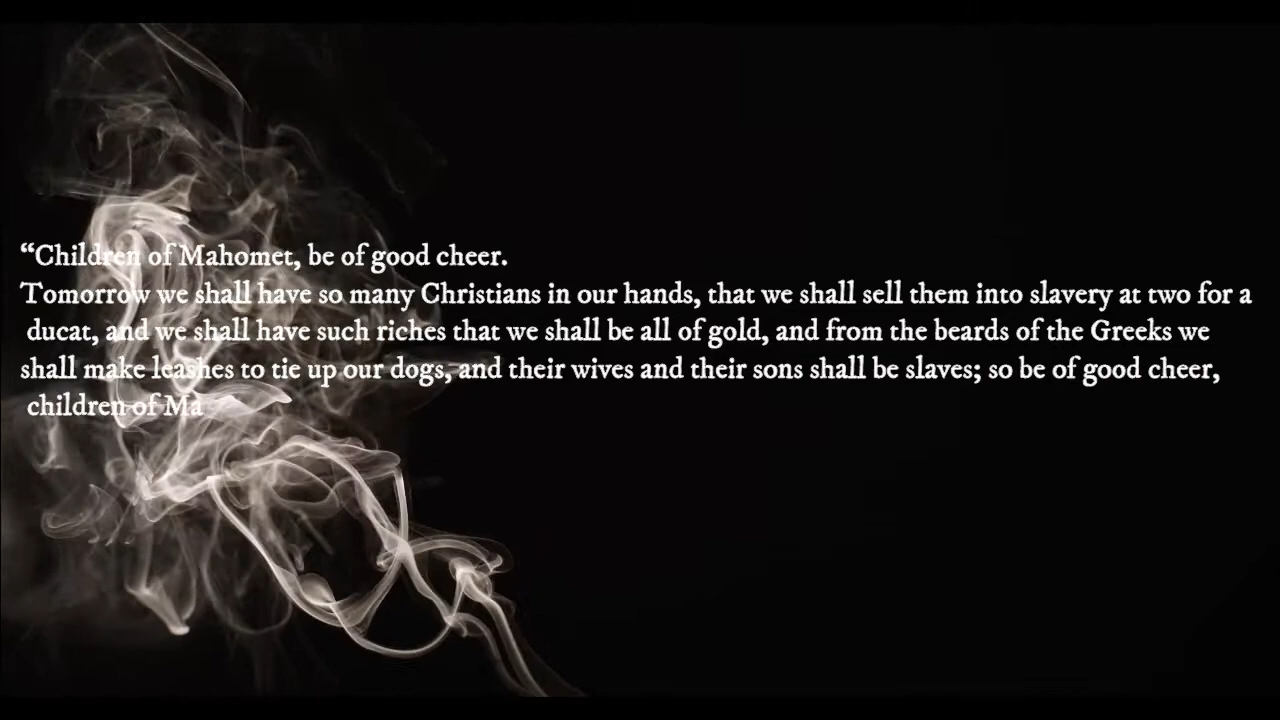 “Children of Mahomet, be of good cheer.
Tomorrow we shall have so many Christians in our hands, that we shall sell them into slavery at two for a
ducat, and we shall have such riches that we shall be all of gold, and from the beards of the Greeks we
shall make leashes to tie up our dogs, and their wives and their sons shall be slaves; so be of good cheer,
children of Ma